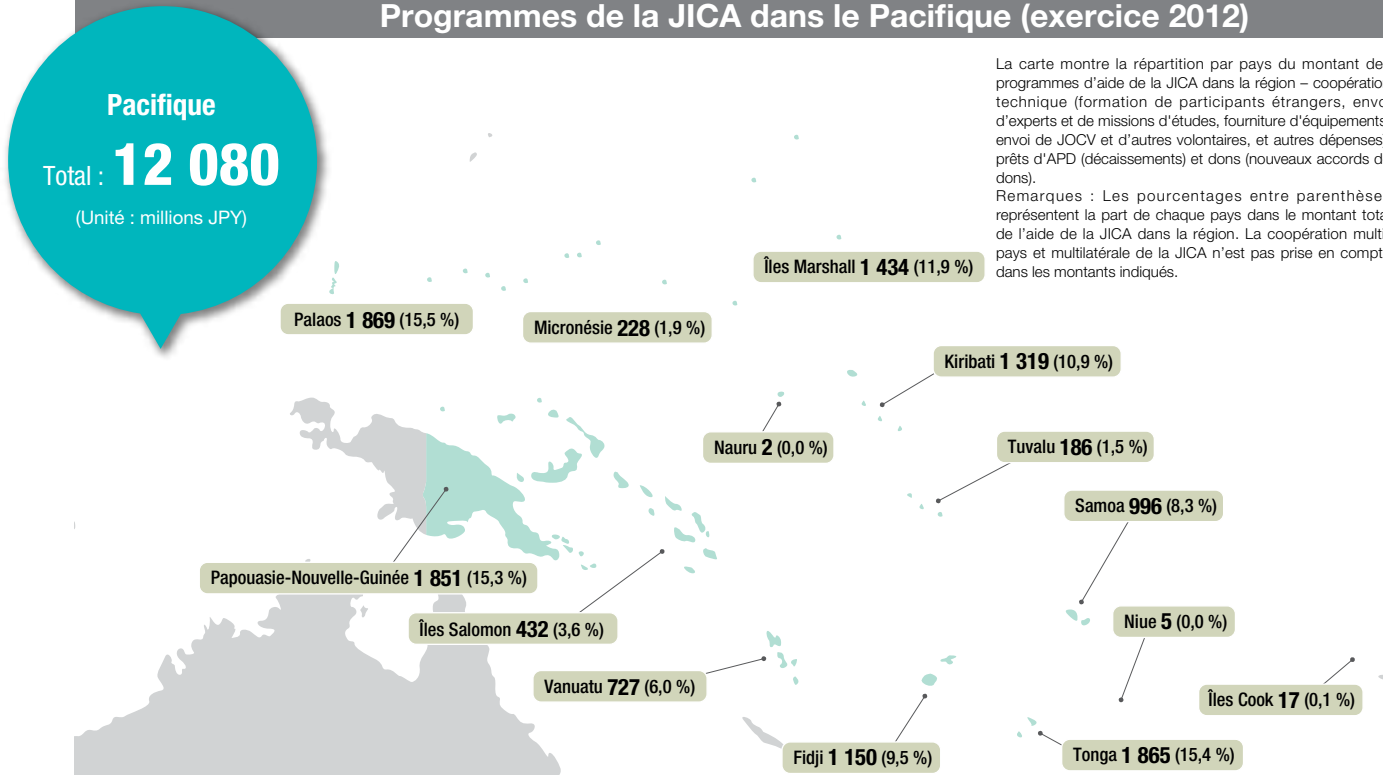 Programmes de la JICA dans le Pacifique (exercice 2012)
Pacifique
Total : 12 080
(Unité : millions JPY)
La carte montre la répartition par pays du montant de
programmes d'aide de la JICA dans la région – coopératio
technique (formation de participants étrangers, envo
d'experts et de missions d'études, fourniture d'équipements
envoi de JOCV et d'autres volontaires, et autres dépenses
prêts d'APD (décaissements) et dons (nouveaux accords d
dons).
Remarques : Les pourcentages entre parenthèse
représentent la part de chaque pays dans le montant tota
de l'aide de la JICA dans la région. La coopération multi
pays et multilatérale de la JICA n'est pas prise en compt
dans les montants indiqués.
Îles Marshall 1 434 (11,9 %)
Palaos 1 869 (15,5 %)
Micronésie 228 (1,9 %)
Kiribati 1 319 (10,9 %)
Nauru 2 (0,0 %)
Tuvalu 186 (1,5 %)
Samoa 996 (8,3 %)
Papouasie-Nouvelle-Guinée 1 851 (15,3 %)
Îles Salomon 432 (3,6 %)
Niue 5 (0,0 %)
Vanuatu 727 (6,0 %)
Îles Cook 17 (0,1 %)
Fidji 1 150 (9,5 %)
Tonga 1 865 (15,4 %)